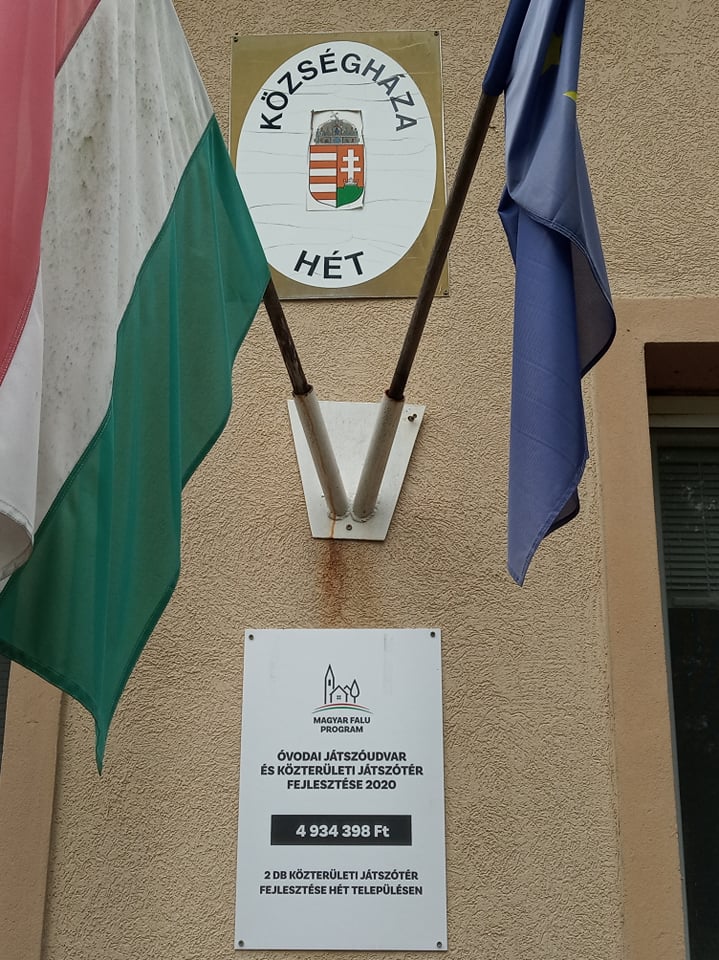 KÖZSÉGHÁZA
HÉT
MAGYAR FALU
PROGRAM
ÓVODAI JÁTSZÓUDVAR
ÉS KÖZTERÜLETI JÁTSZÓTÉR
FEJLESZTÉSE 2020
4 934 398 Ft
2 DB KÖZTERÜLETI JÁTSZÓTÉR
FEJLESZTÉSE HÉT TELEPÜLÉSEN